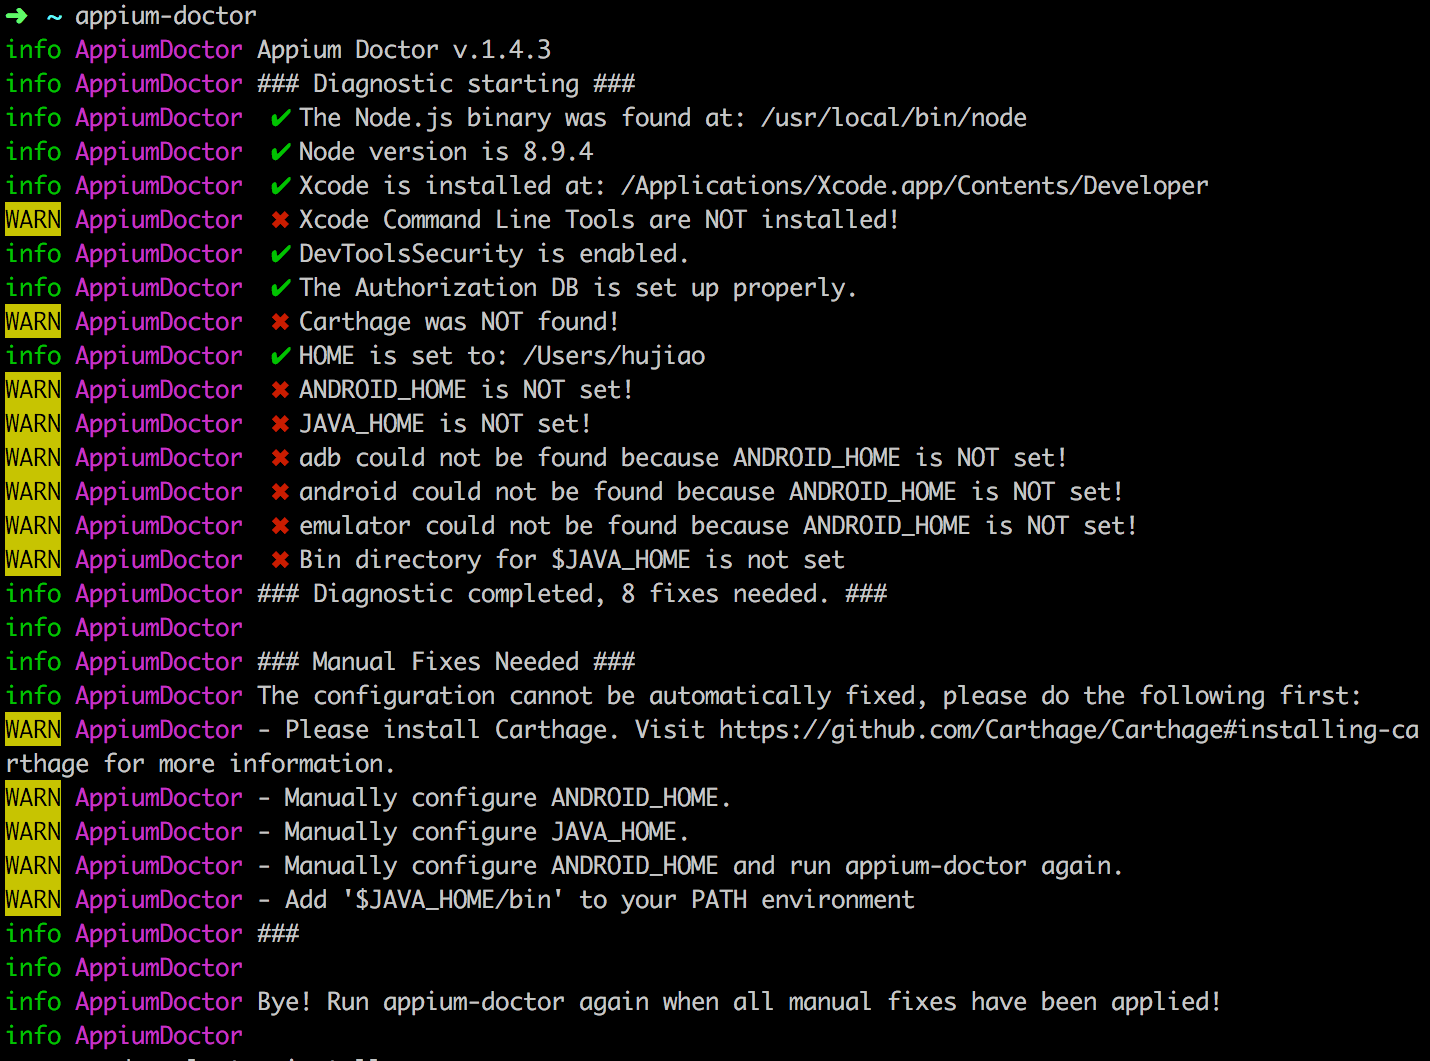 ➜ ~ appium-doctor
info AppiumDoctor Appium Doctor v.1.4.3
info AppiumDoctor ### Diagnostic starting ###
info AppiumDoctor ✔ The Node.js binary was found at: /usr/local/bin/node
info AppiumDoctor ✔ Node version is 8.9.4
info AppiumDoctor ✔ Xcode is installed at: /Applications/Xcode.app/Contents/Developer
WARN AppiumDoctor ✖ Xcode Command Line Tools are NOT installed!
info AppiumDoctor ✔ DevToolsSecurity is enabled.
info AppiumDoctor ✔ The Authorization DB is set up properly.
WARN AppiumDoctor ✖ Carthage was NOT found!
info AppiumDoctor ✔ HOME is set to: /Users/hujiao
WARN AppiumDoctor ✖ ANDROID_HOME is NOT set!
WARN AppiumDoctor ✖ JAVA_HOME is NOT set!
WARN AppiumDoctor ✖ adb could not be found because ANDROID_HOME is NOT set!
WARN AppiumDoctor ✖ android could not be found because ANDROID_HOME is NOT set!
WARN AppiumDoctor ✖ emulator could not be found because ANDROID_HOME is NOT set!
WARN AppiumDoctor ✖ Bin directory for $JAVA_HOME is not set
info AppiumDoctor ### Diagnostic completed, 8 fixes needed. ###
info AppiumDoctor
info AppiumDoctor ### Manual Fixes Needed ###
info AppiumDoctor The configuration cannot be automatically fixed, please do the following first:
WARN AppiumDoctor - Please install Carthage. Visit https://github.com/Carthage/Carthage#installing-ca
rthage for more information.
WARN AppiumDoctor - Manually configure ANDROID_HOME.
WARN AppiumDoctor - Manually configure JAVA_HOME.
WARN AppiumDoctor - Manually configure ANDROID_HOME and run appium-doctor again.
WARN AppiumDoctor - Add '$JAVA_HOME/bin' to your PATH environment
info AppiumDoctor ###
info AppiumDoctor
info AppiumDoctor Bye! Run appium-doctor again when all manual fixes have been applied!
info AppiumDoctor